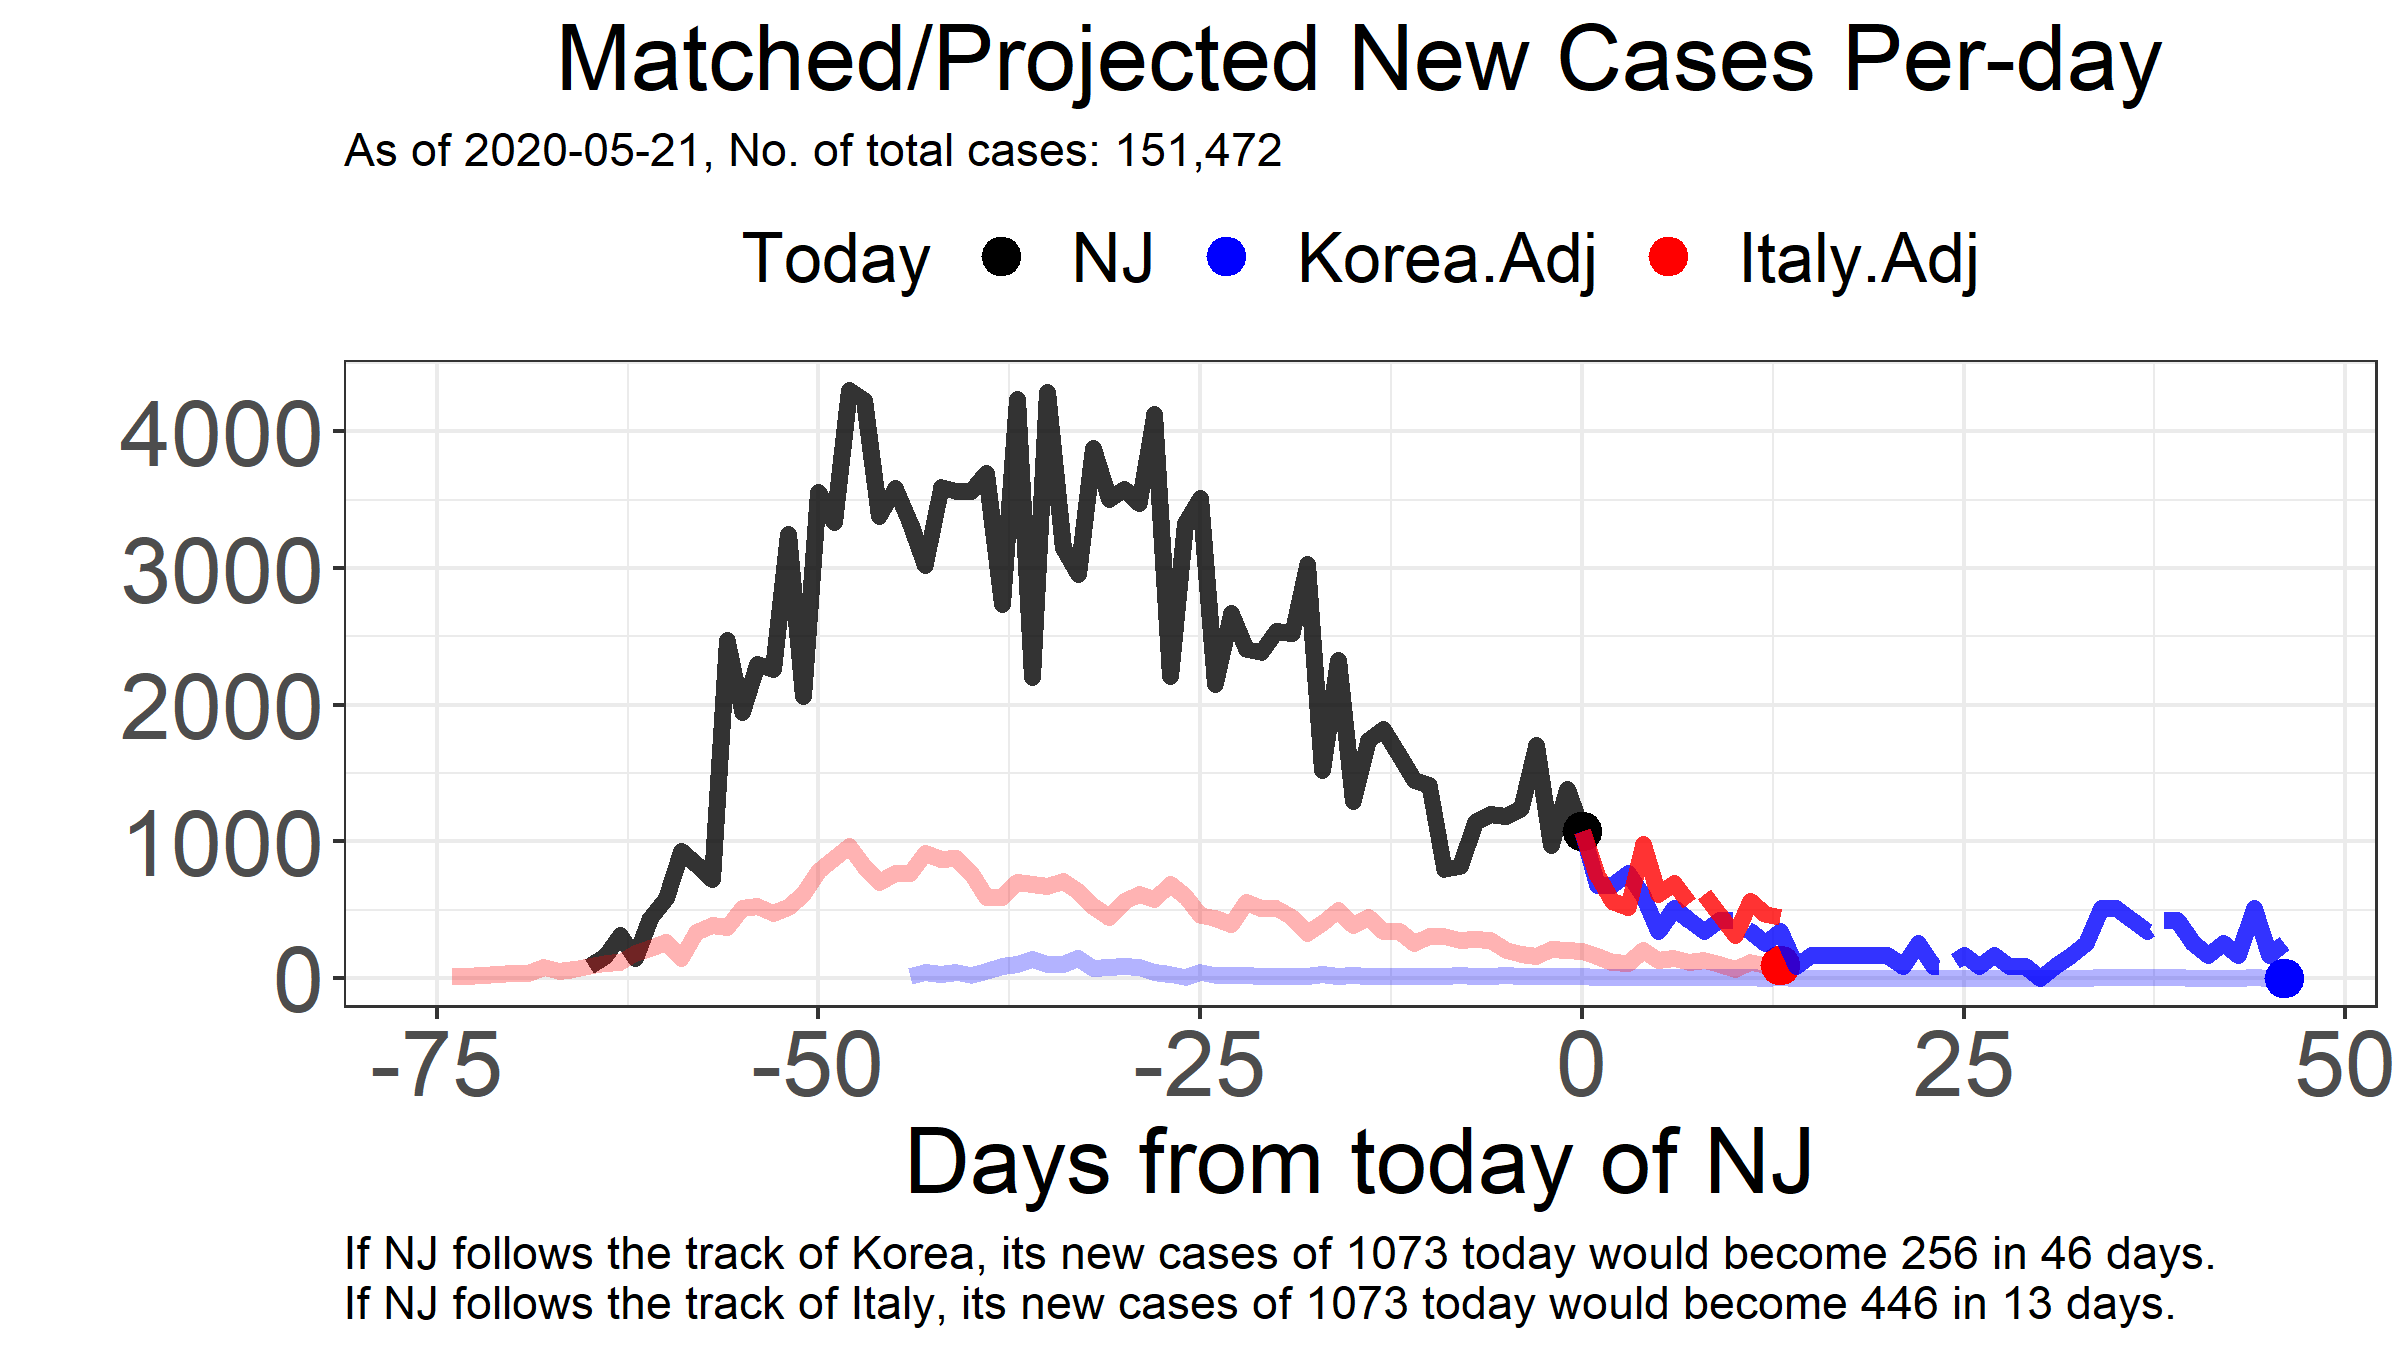 Matched/Projected New Cases Per-day
As of 2020-05-21, No. of total cases: 151,472
Today NJ Korea.Adj Italy.Adj
4000
3000
2000
1000
0
-75 -50 -25 0 25 50
Days from today of NJ
If NJ follows the track of Korea, its new cases of 1073 today would become 256 in 46 days.
If NJ follows the track of Italy, its new cases of 1073 today would become 446 in 13 days.